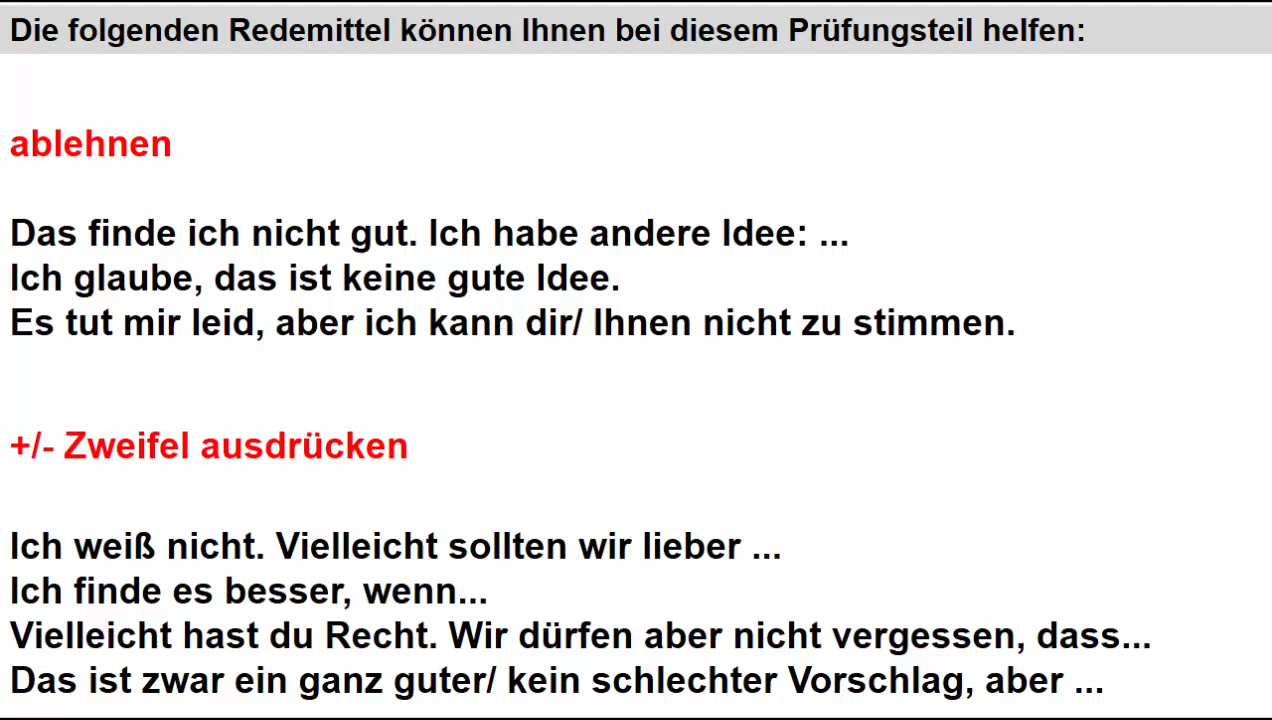 Die folgenden Redemittel können Ihnen bei diesem Prüfungsteil helfen:
ablehnen
Das finde ich nicht gut. Ich habe andere Idee: ...
Ich glaube, das ist keine gute Idee.
Es tut mir leid, aber ich kann dir/ Ihnen nicht zu stimmen.
+/- Zweifel ausdrücken
Ich weiß nicht. Vielleicht sollten wir lieber ...
Ich finde es besser, wenn...
Vielleicht hast du Recht. Wir dürfen aber nicht vergessen, dass...
Das ist zwar ein ganz guter/ kein schlechter Vorschlag, aber ...